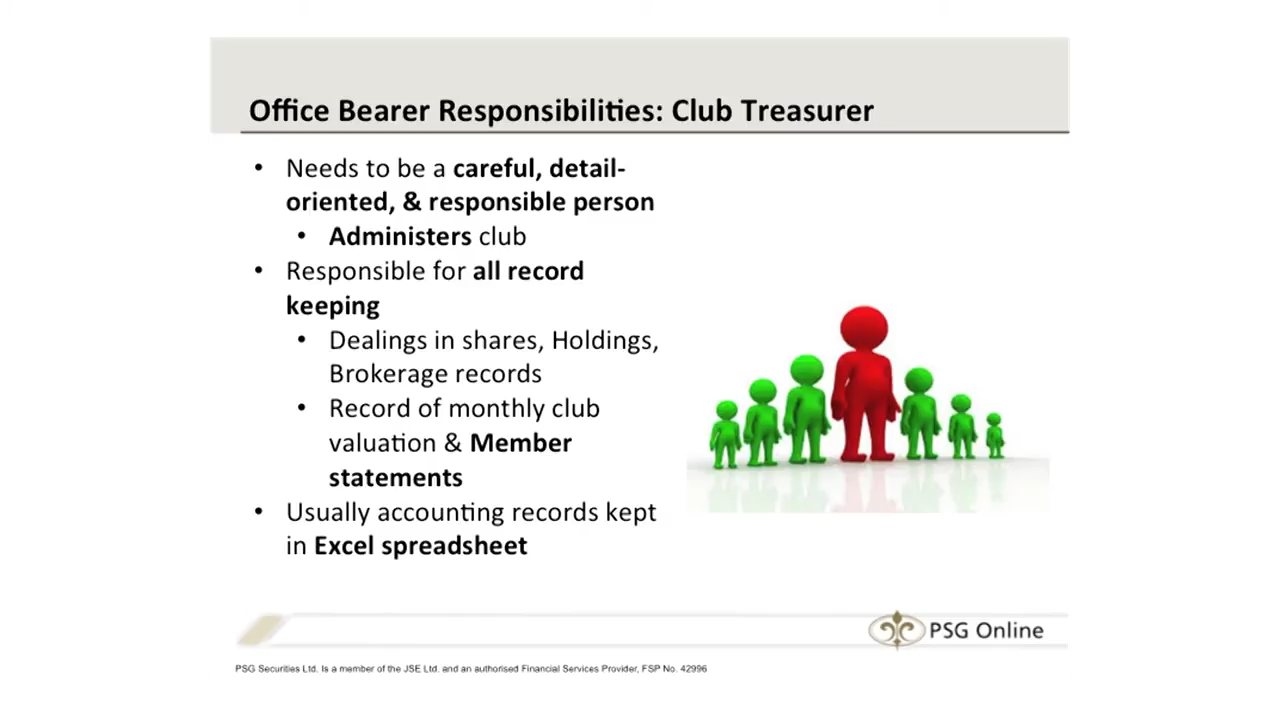 Office Bearer Responsibilities: Club Treasurer
• Needs to be a careful, detail-
oriented, & responsible person
• Administers club
• Responsible for all record
keeping
• Dealings in shares, Holdings,
Brokerage records
• Record of monthly club
valuation & Member
statements
• Usually accounting records kept
in Excel spreadsheet
PSG Online
PSG Securities Ltd. Is a member of the JSE Ltd. and an authorised Financial Services Provider, FSP No. 42996